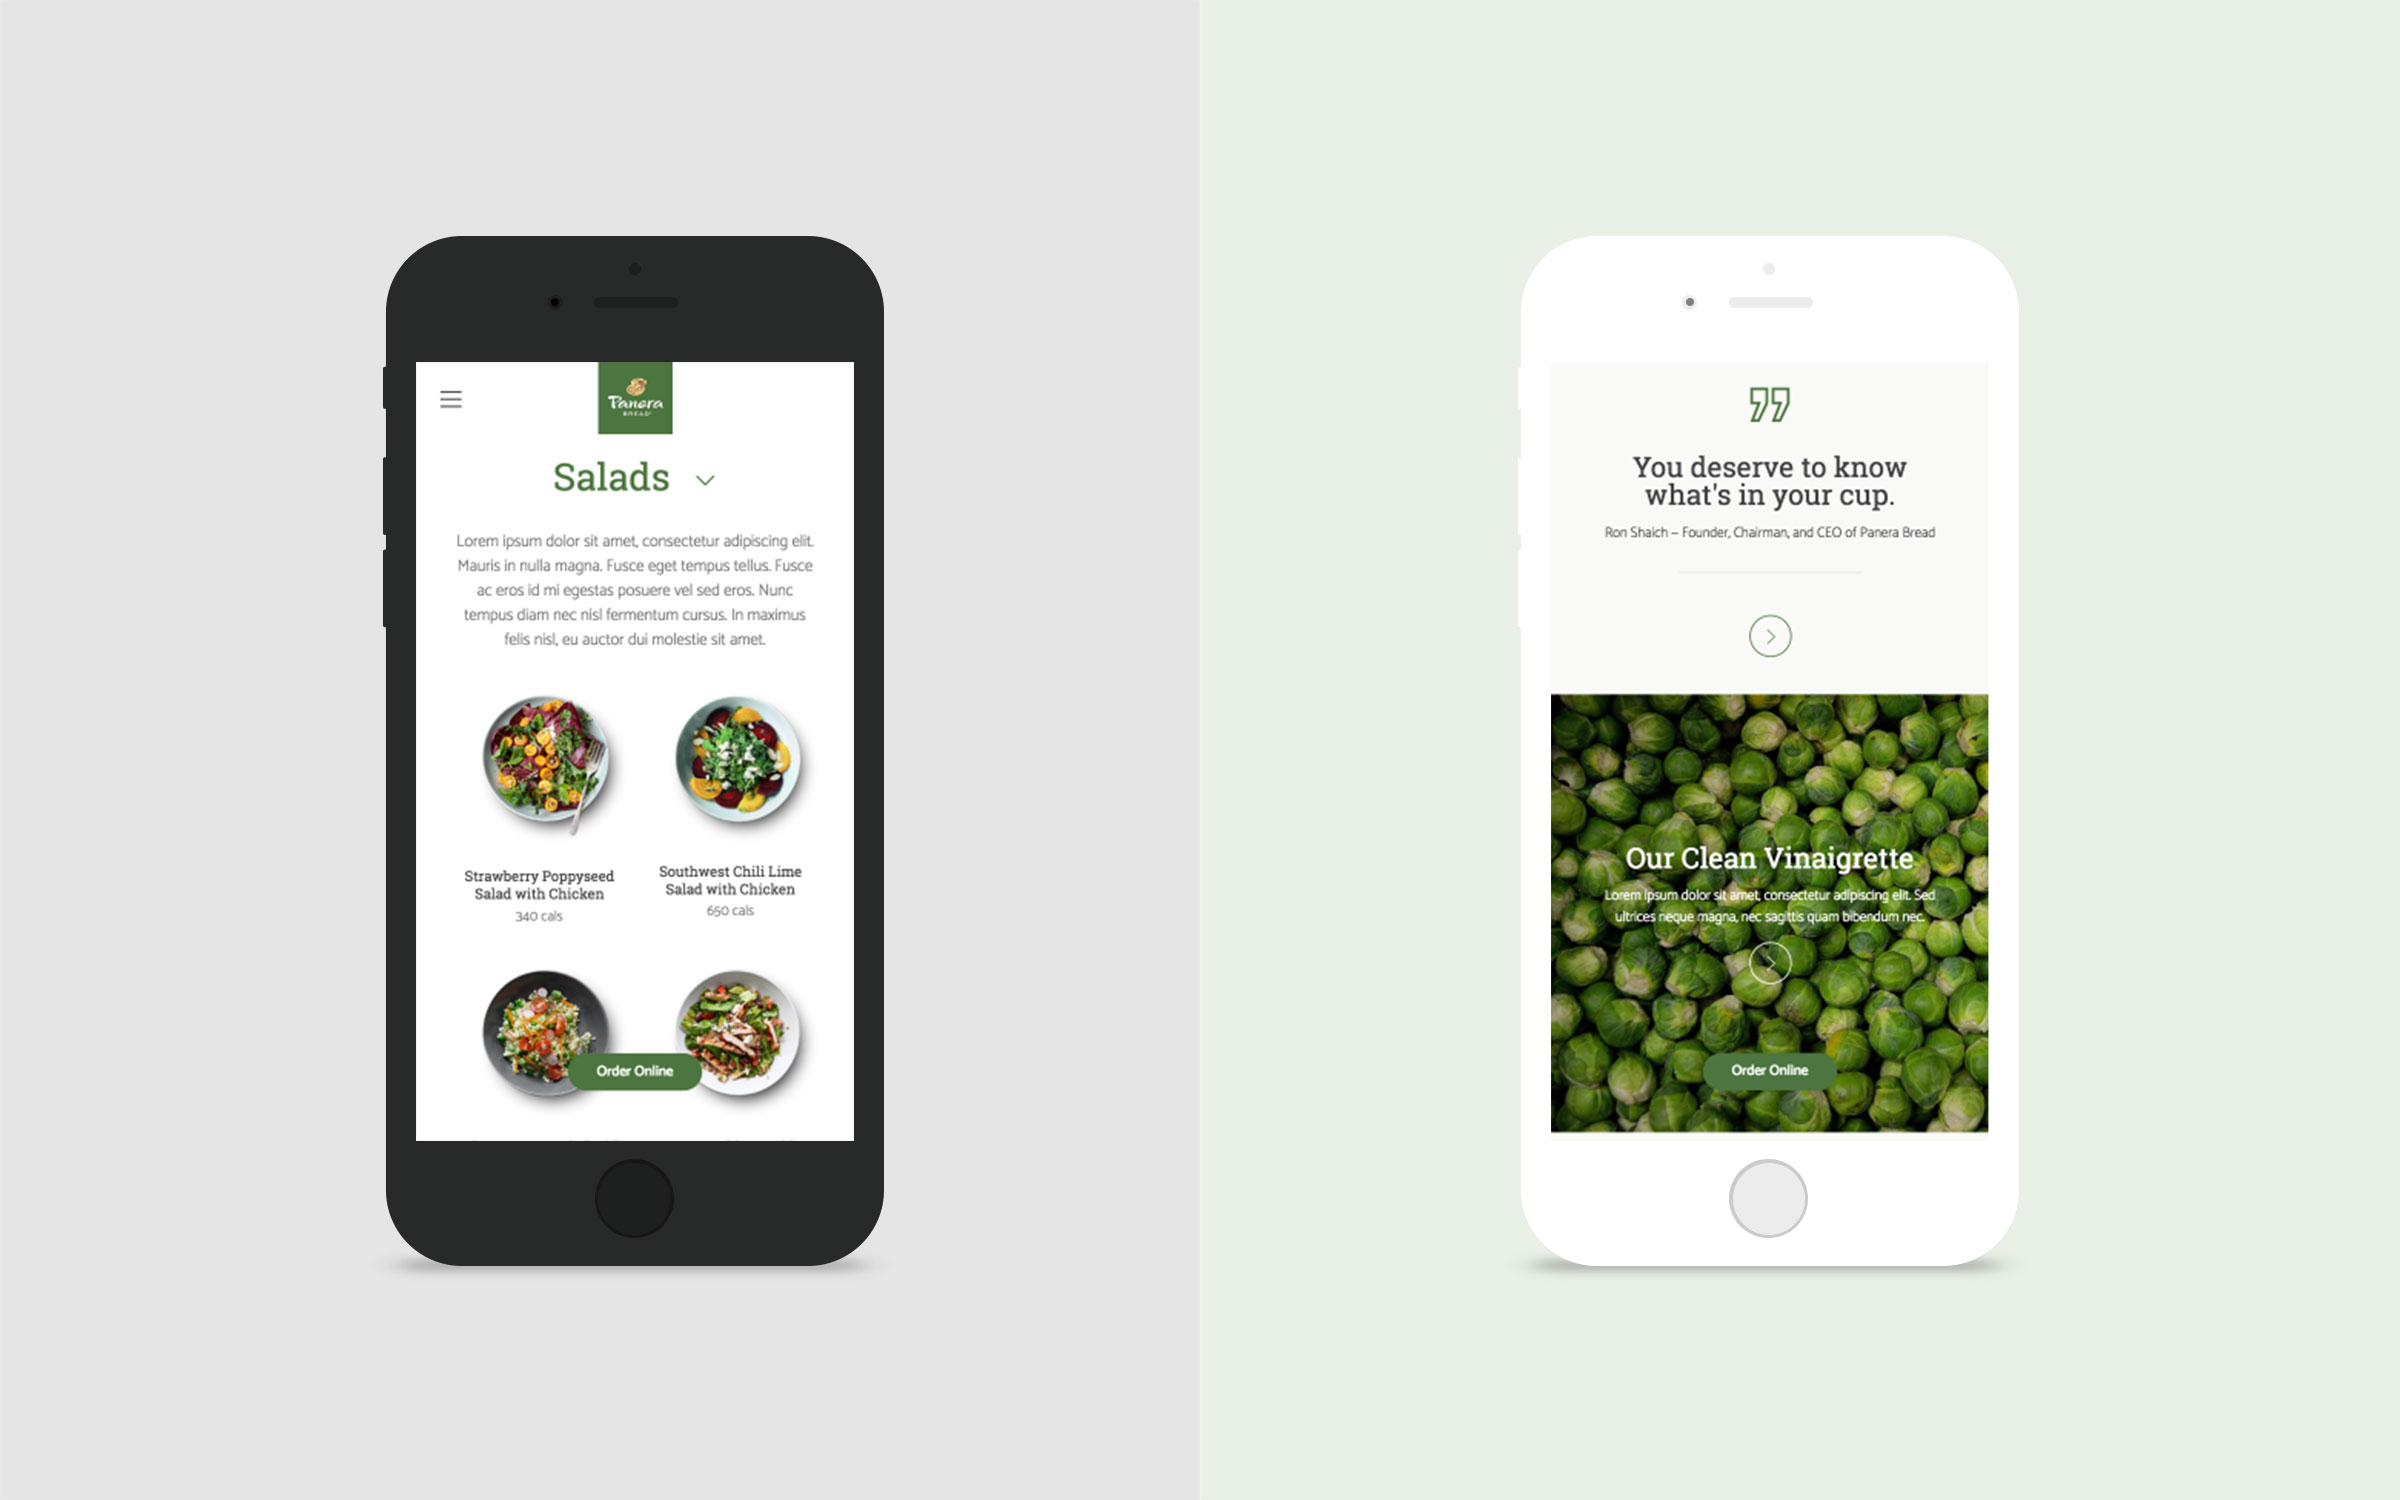 Panera
BREAD
Salads
Lorem ipsum dolor sit amet, consectetur adipiscing elit.
Mauris in nulla magna. Fusce eget tempus tellus. Fusce
ac eros id mi egestas posuere vel sed eros. Nunc
tempus diam nec nisl fermentum cursus. In maximus
felis nisl, eu auctor dui molestie sit amet.
Strawberry Poppyseed
Salad with Chicken
340 cals
Southwest Chili Lime
Salad with Chicken
650 cals
Order Online
You deserve to know
what's in your cup.
Ron Shaich – Founder, Chairman, and CEO of Panera Bread
Our Clean Vinaigrette
Lorem ipsum dolor sit amet, consectetur adipiscing elit. Sed
ultrices neque magna, nec sagittis quam bibendum nec.
Order Online